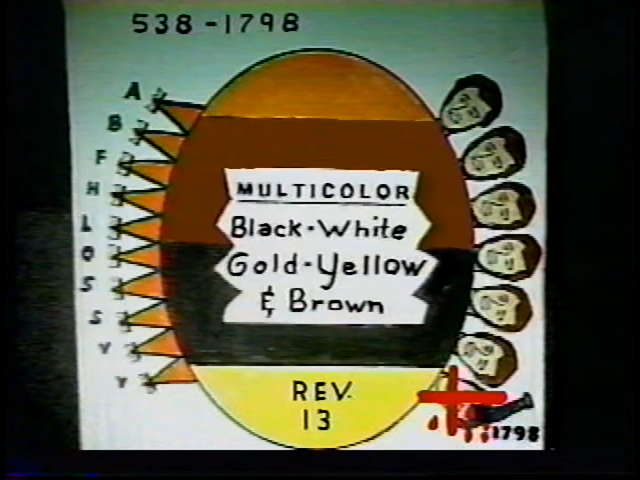 538-1798
A
B
F
H
L
O
S
S
Y
Y
MULTICOLOR
Black-White
Gold-Yellow
& Brown
REV.
13
1798